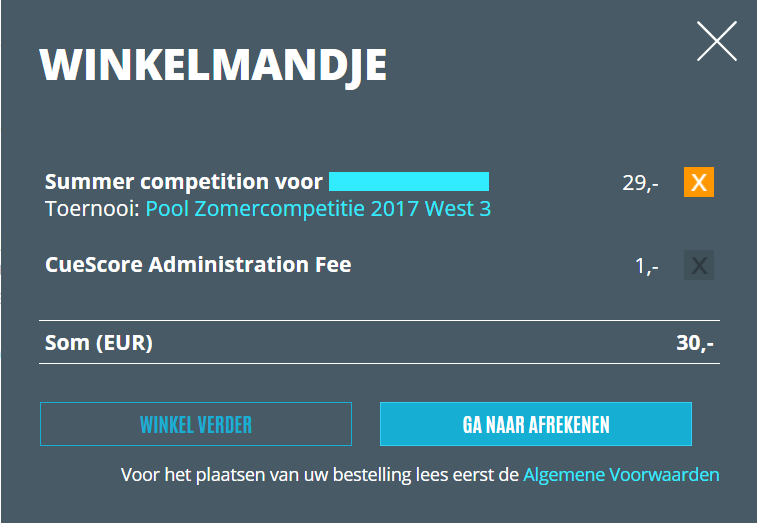 WINKELMANDJE
Summer competition voor
29,- X
Toernooi: Pool Zomercompetitie 2017 West 3
CueScore Administration Fee 1,- X
Som (EUR) 30,-
WINKEL VERDER GA NAAR AFREKENEN
Voor het plaatsen van uw bestelling lees eerst de Algemene Voorwaarden